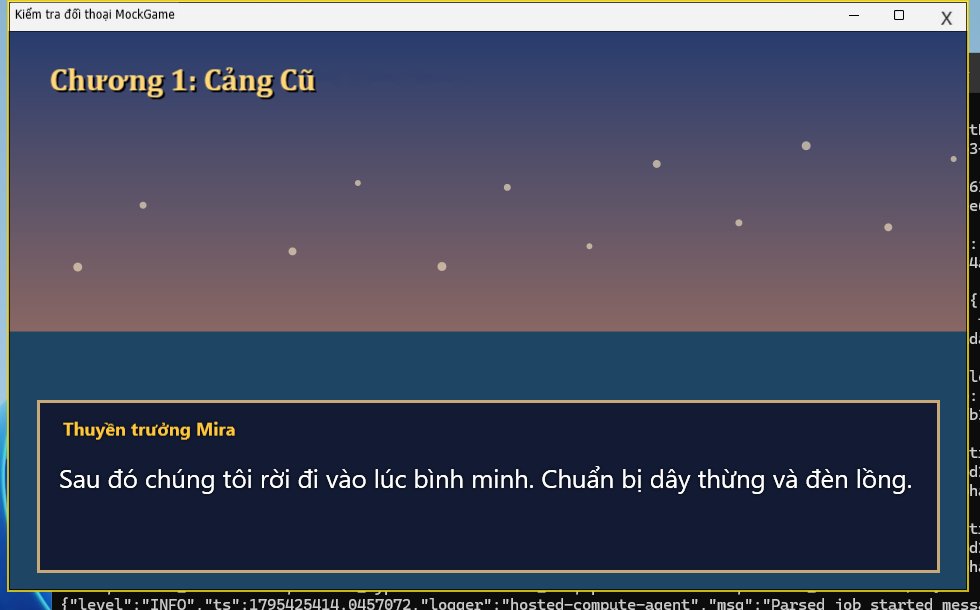 Kiểm tra đối thoại MockGame
Chương 1: Cảng Cũ
Thuyền trưởng Mira
Sau đó chúng tôi rời đi vào lúc bình minh. Chuẩn bị dây thừng và đèn lồng.
{"level":"INFO","ts":1795425414.0457072,"logger":"hosted-compute-agent","msg":"Parsed job started mes